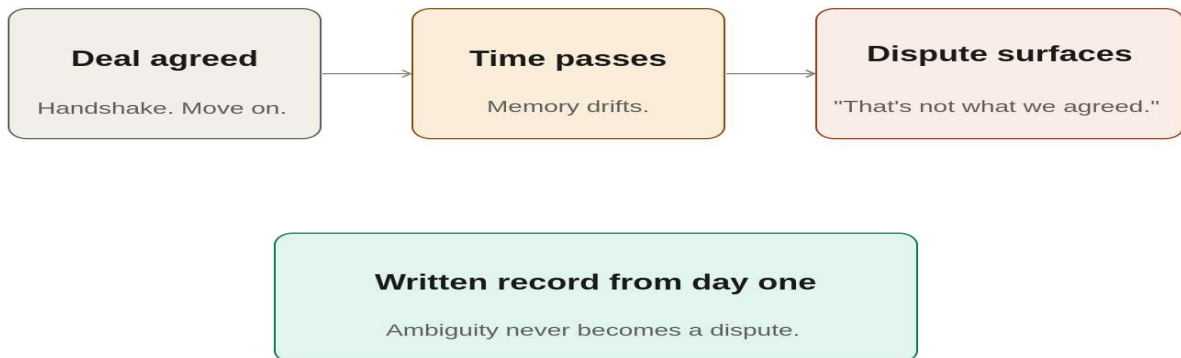 Deal agreed
Handshake. Move on.
Time passes
Memory drifts.
Dispute surfaces
"That's not what we agreed."
Written record from day one
Ambiguity never becomes a dispute.